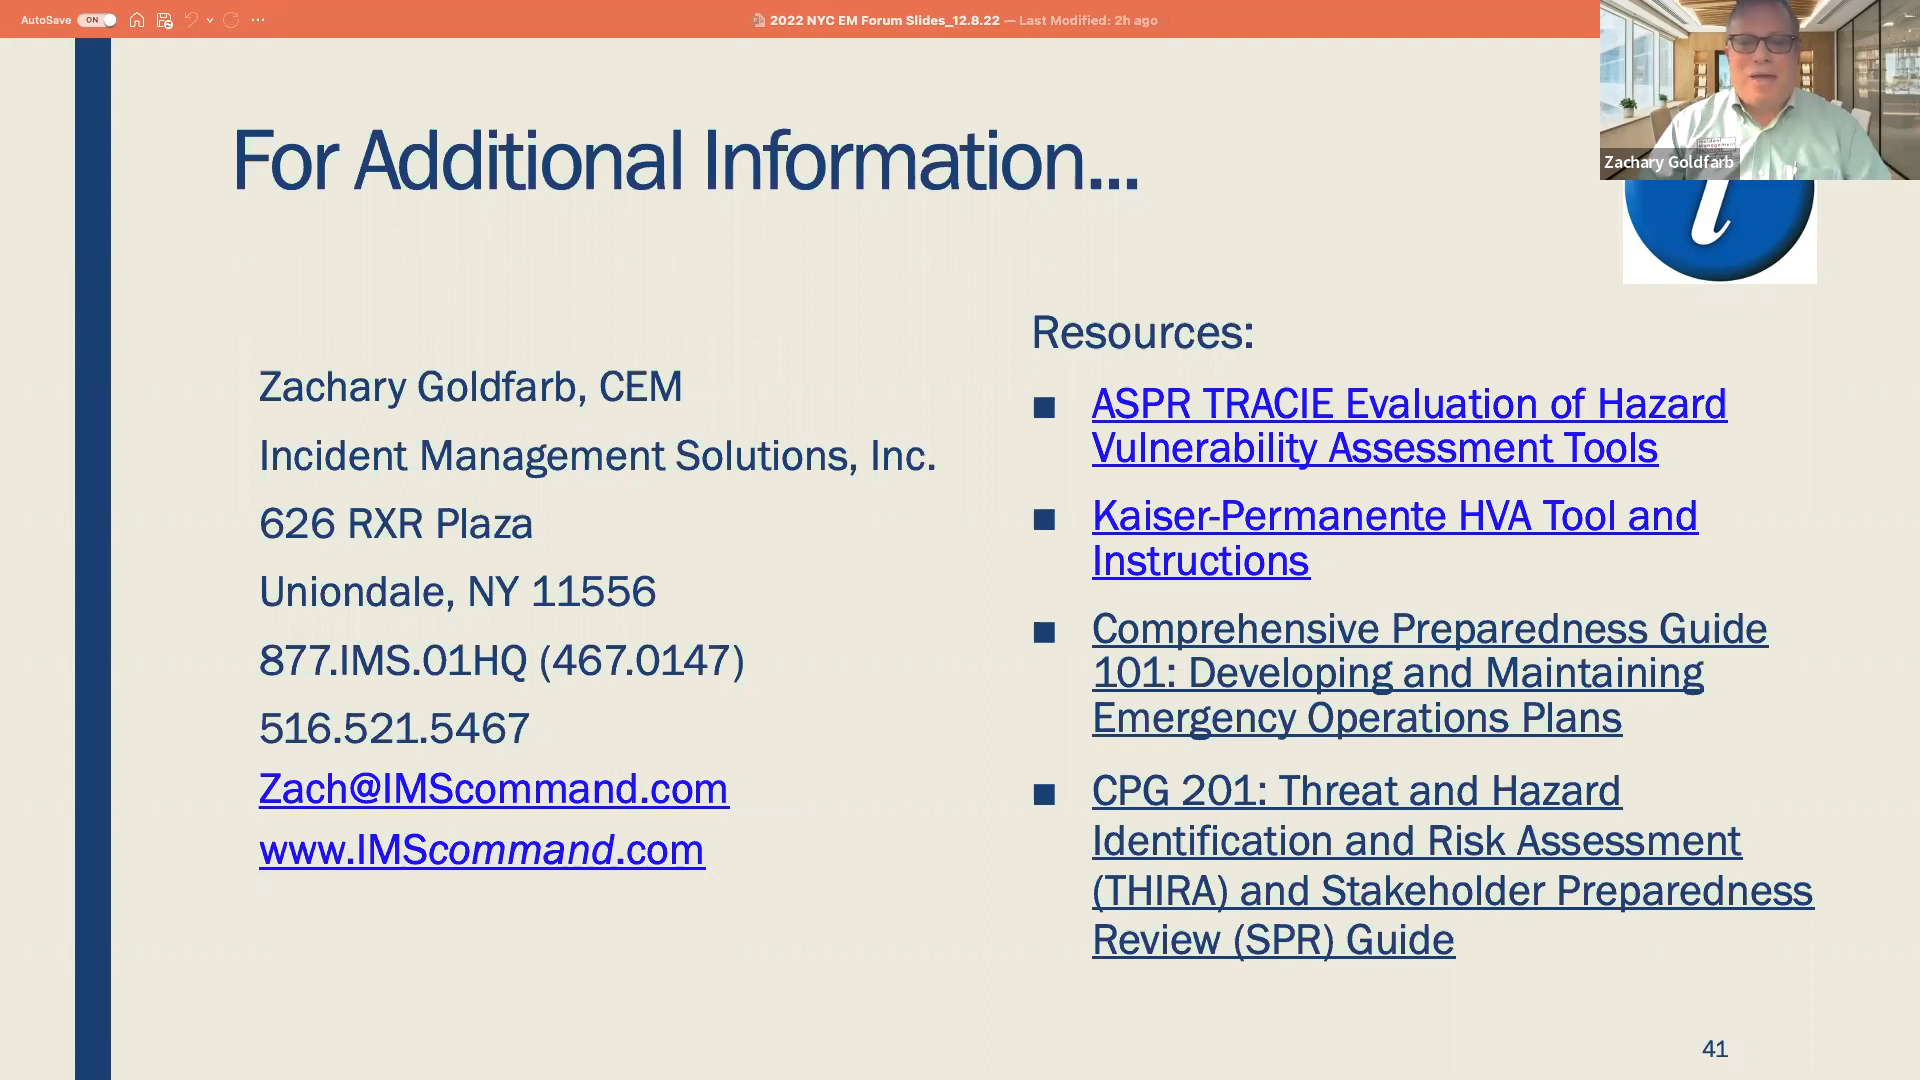 AutoSave ON
2022 NYC EM Forum Slides_12.8.22 — Last Modified: 2h ago
Zachary Goldfarb
For Additional Information...
i
Zachary Goldfarb, CEM
Incident Management Solutions, Inc.
626 RXR Plaza
Uniondale, NY 11556
877.IMS.01HQ (467.0147)
516.521.5467
Zach@IMScommand.com
www.IMScommand.com
Resources:
ASPR TRACIE Evaluation of Hazard
Vulnerability Assessment Tools
Kaiser-Permanente HVA Tool and
Instructions
Comprehensive Preparedness Guide
101: Developing and Maintaining
Emergency Operations Plans
CPG 201: Threat and Hazard
Identification and Risk Assessment
(THIRA) and Stakeholder Preparedness
Review (SPR) Guide
41